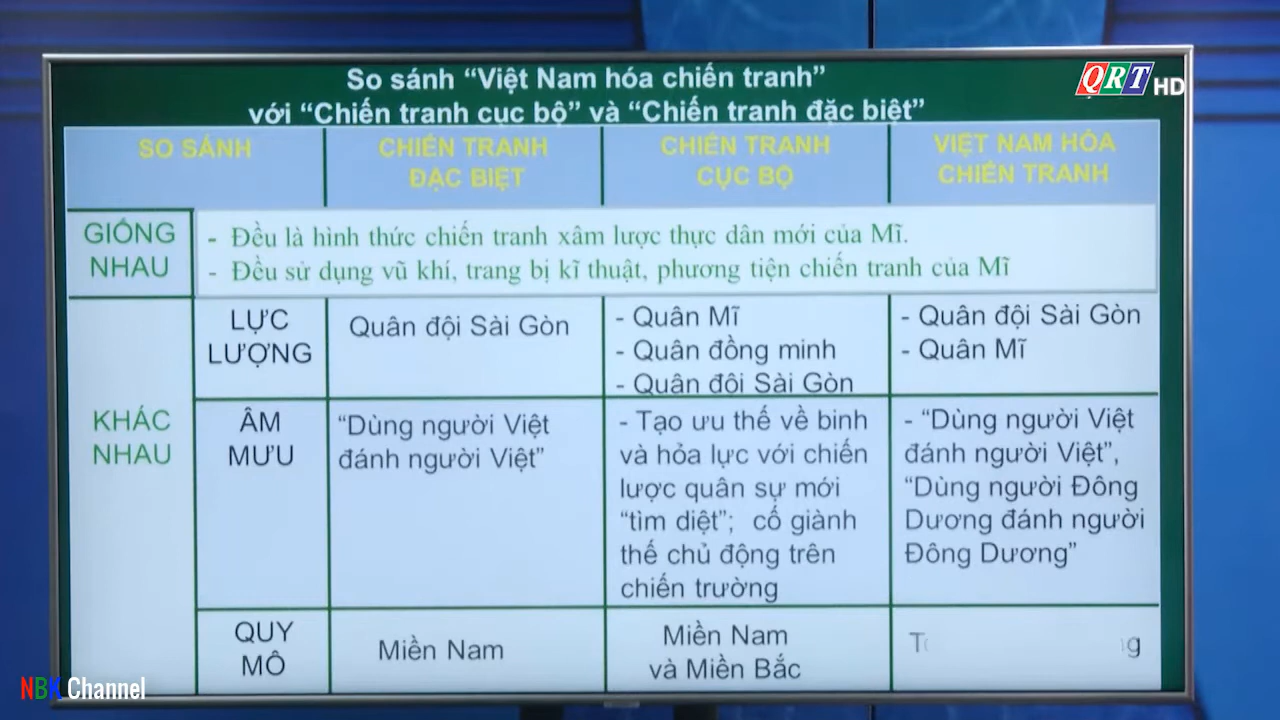 So sánh “Việt Nam hóa chiến tranh”
với “Chiến tranh cục bộ” và “Chiến tranh đặc biệt”
QRT HD
SO SÁNH
CHIẾN TRANH
ĐẶC BIỆT
CHIẾN TRANH
CỤC BỘ
VIỆT NAM HÓA
CHIẾN TRANH
GIỐNG
NHAU
- Đều là hình thức chiến tranh xâm lược thực dân mới của Mĩ.
- Đều sử dụng vũ khí, trang bị kĩ thuật, phương tiện chiến tranh của Mĩ
KHÁC
NHAU
LỰC
LƯỢNG
Quân đội Sài Gòn
- Quân Mĩ
- Quân đồng minh
- Quân đội Sài Gòn
- Quân đội Sài Gòn
- Quân Mĩ
ÂM
MƯU
“Dùng người Việt
đánh người Việt”
- Tạo ưu thế về binh
và hỏa lực với chiến
lược quân sự mới
“tìm diệt”; cố giành
thế chủ động trên
chiến trường
- “Dùng người Việt
đánh người Việt”,
“Dùng người Đông
Dương đánh người
Đông Dương”
QUY
MÔ
Miền Nam
Miền Nam
và Miền Bắc
NBK Channel